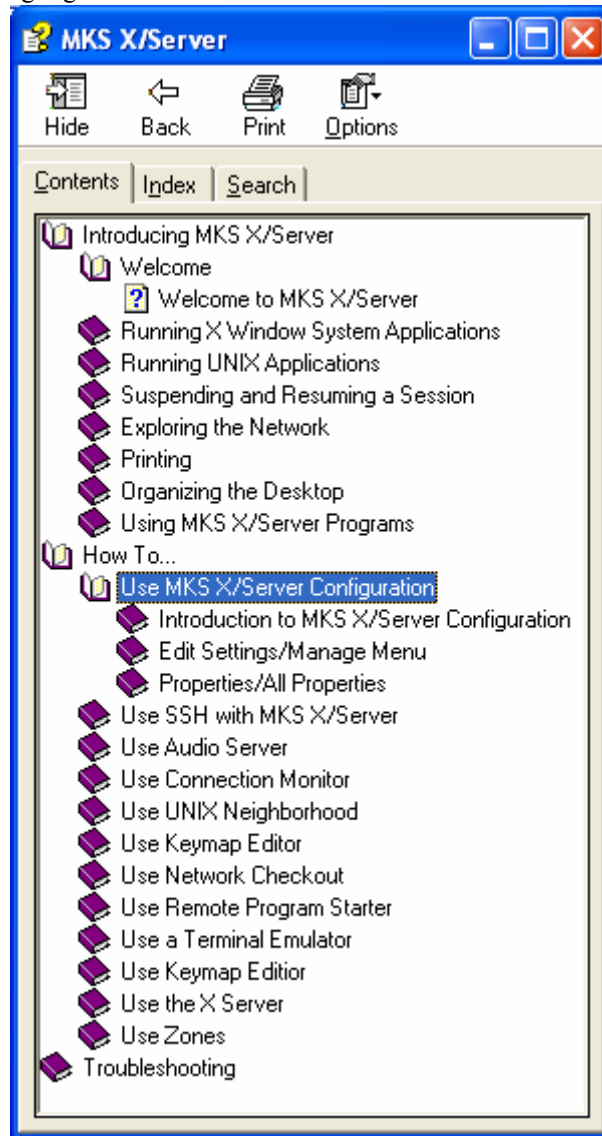 MKS X/Server
Hide Back Print Options
Contents Index Search
Introducing MKS X/Server
Welcome
Welcome to MKS X/Server
Running X Window System Applications
Running UNIX Applications
Suspending and Resuming a Session
Exploring the Network
Printing
Organizing the Desktop
Using MKS X/Server Programs
How To...
Use MKS X/Server Configuration
Introduction to MKS X/Server Configuration
Edit Settings/Manage Menu
Properties/All Properties
Use SSH with MKS X/Server
Use Audio Server
Use Connection Monitor
Use UNIX Neighborhood
Use Keymap Editor
Use Network Checkout
Use Remote Program Starter
Use a Terminal Emulator
Use Keymap Editior
Use the X Server
Use Zones
Troubleshooting